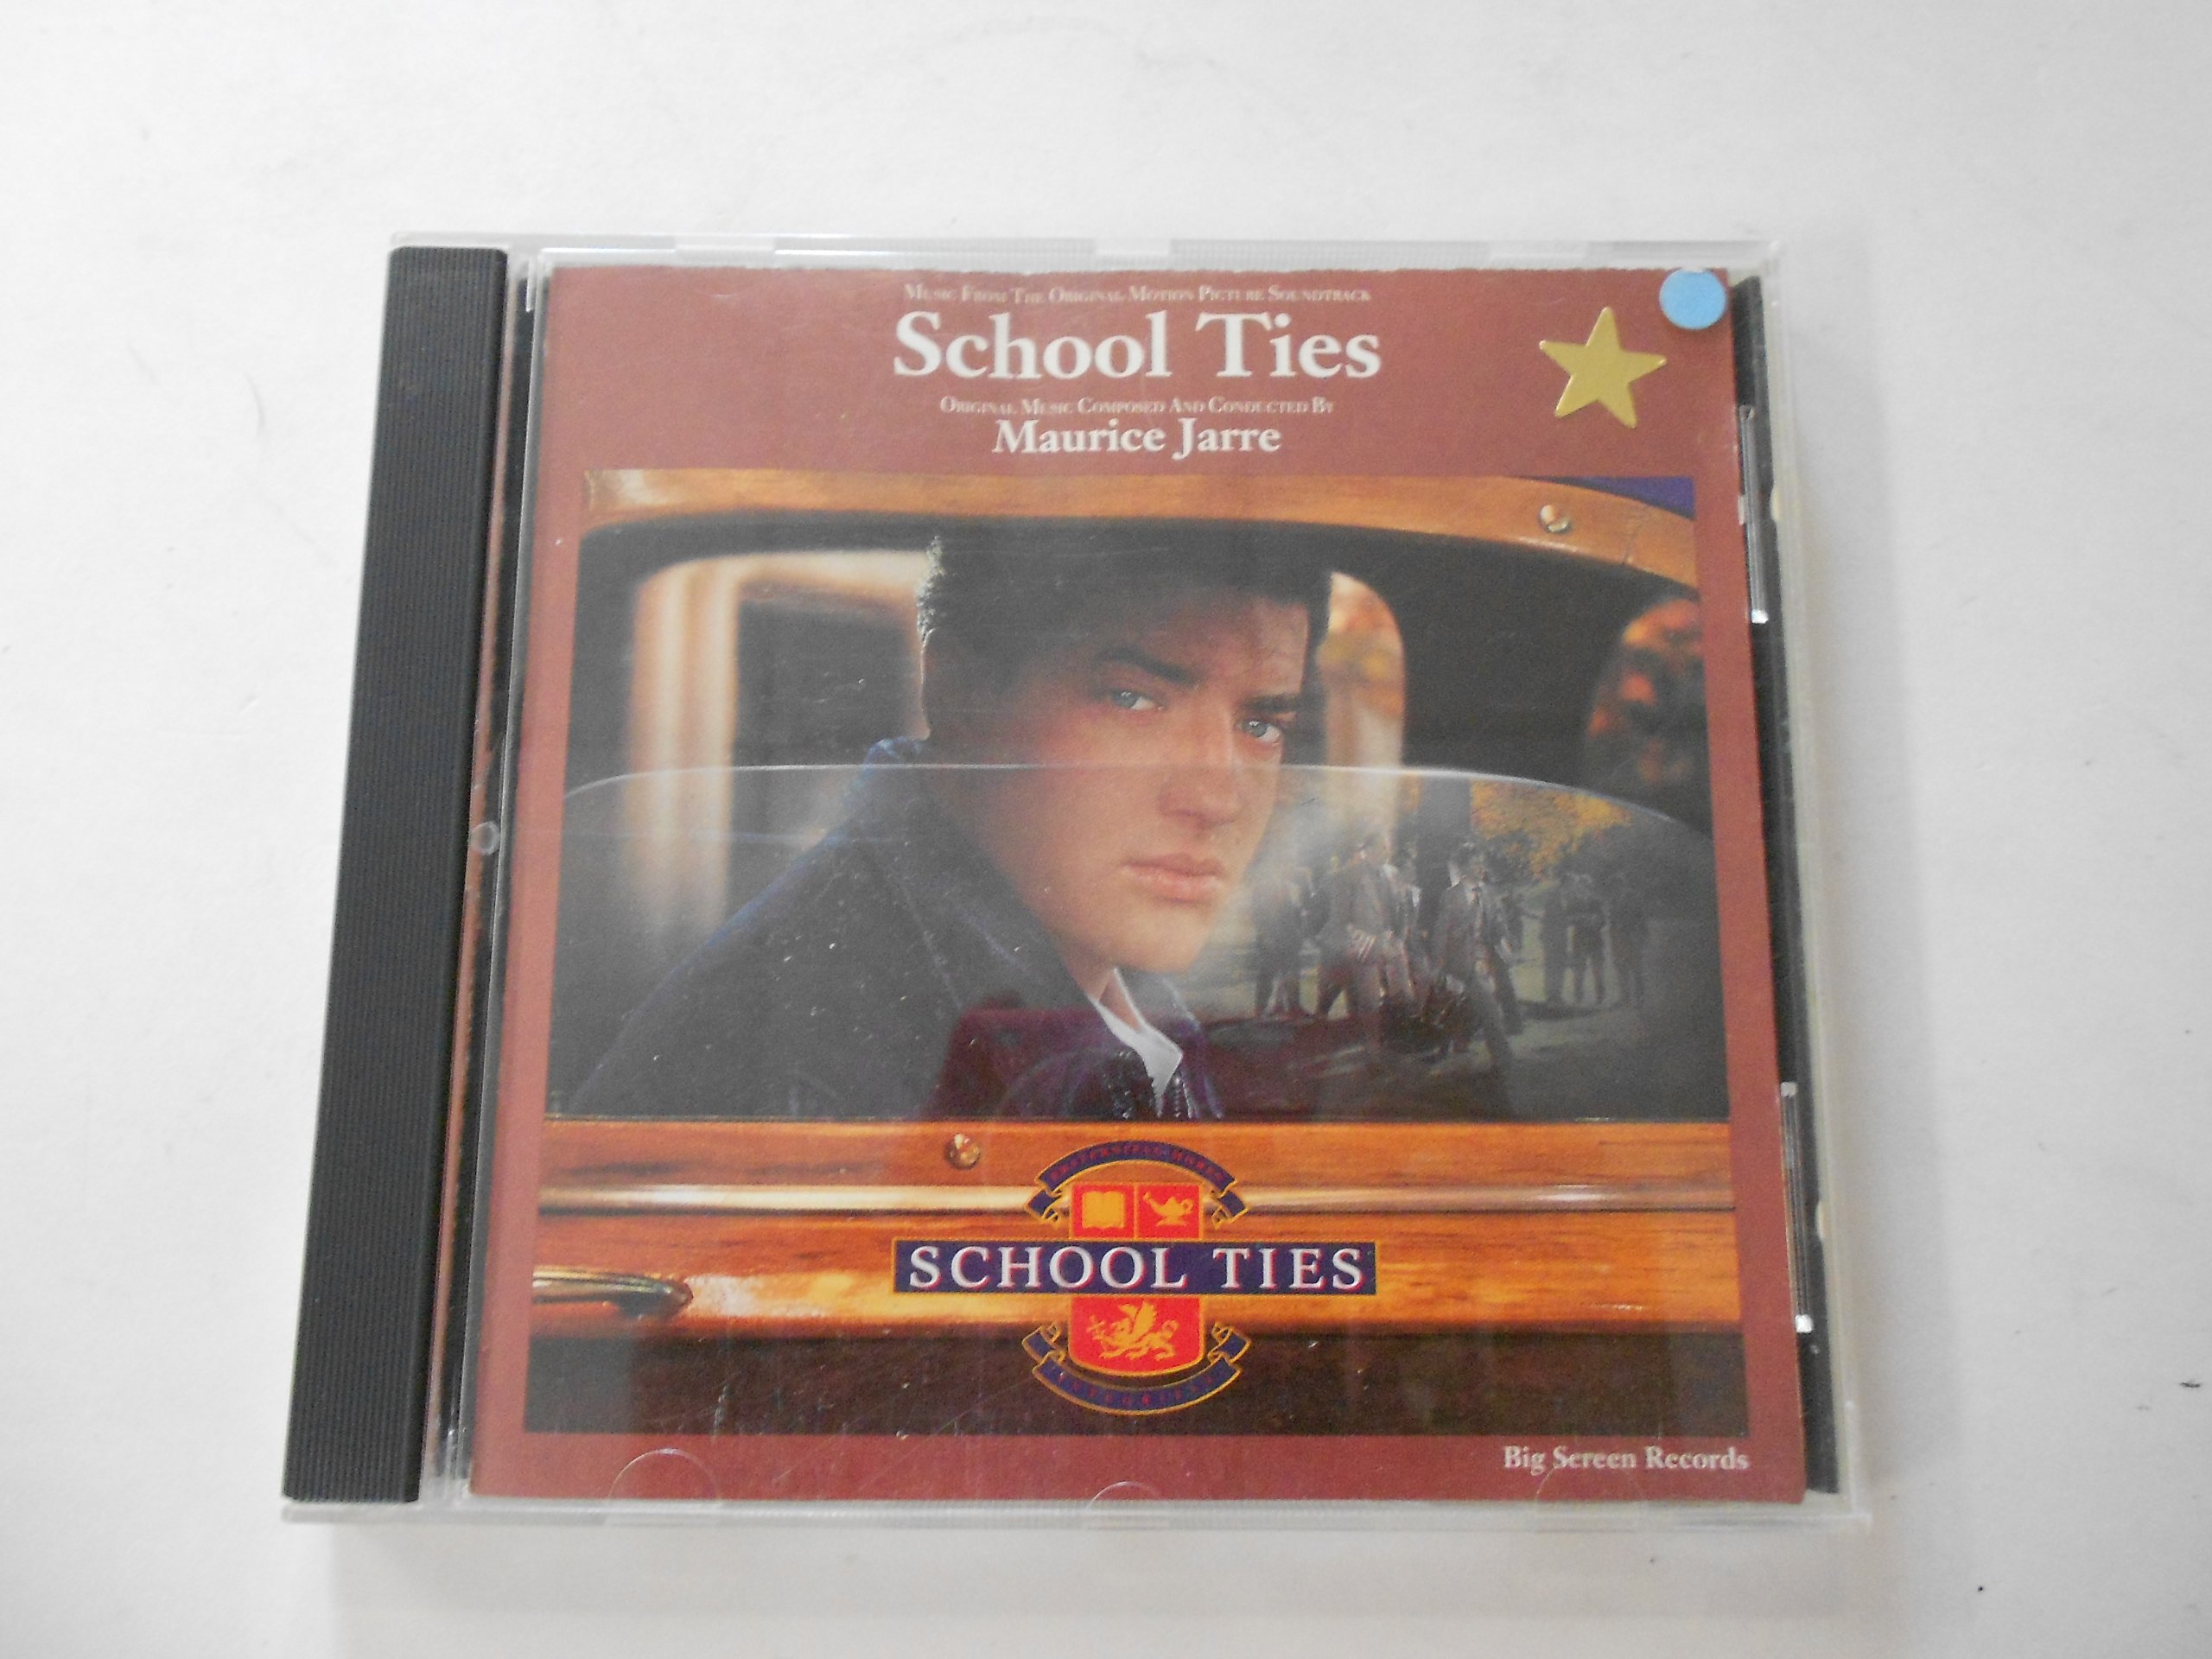 MUSIC FROM THE ORIGINAL MOTION PICTURE SOUNDTRACK
School Ties
ORIGINAL MUSIC COMPOSED AND CONDUCTED BY
Maurice Jarre
SCHOOL TIES
Big Screen Records